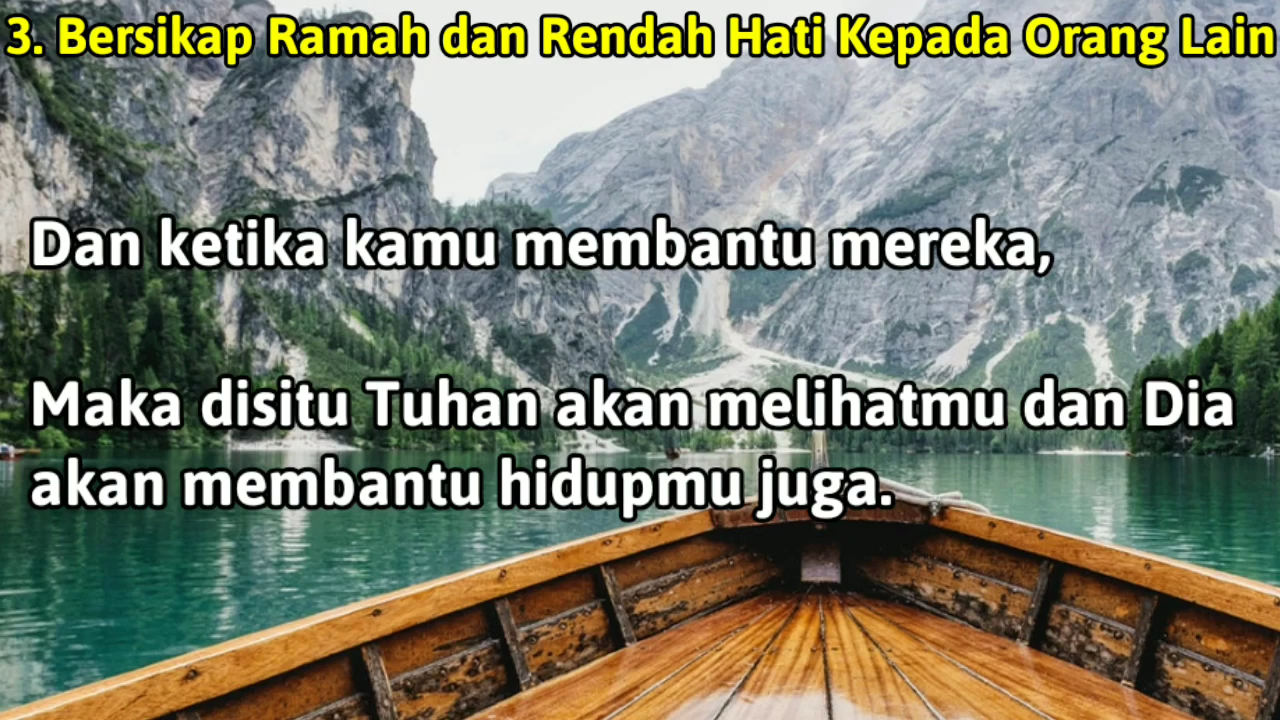 3. Bersikap Ramah dan Rendah Hati Kepada Orang Lain
Dan ketika kamu membantu mereka,
Maka disitu Tuhan akan melihatmu dan Dia
akan membantu hidupmu juga.